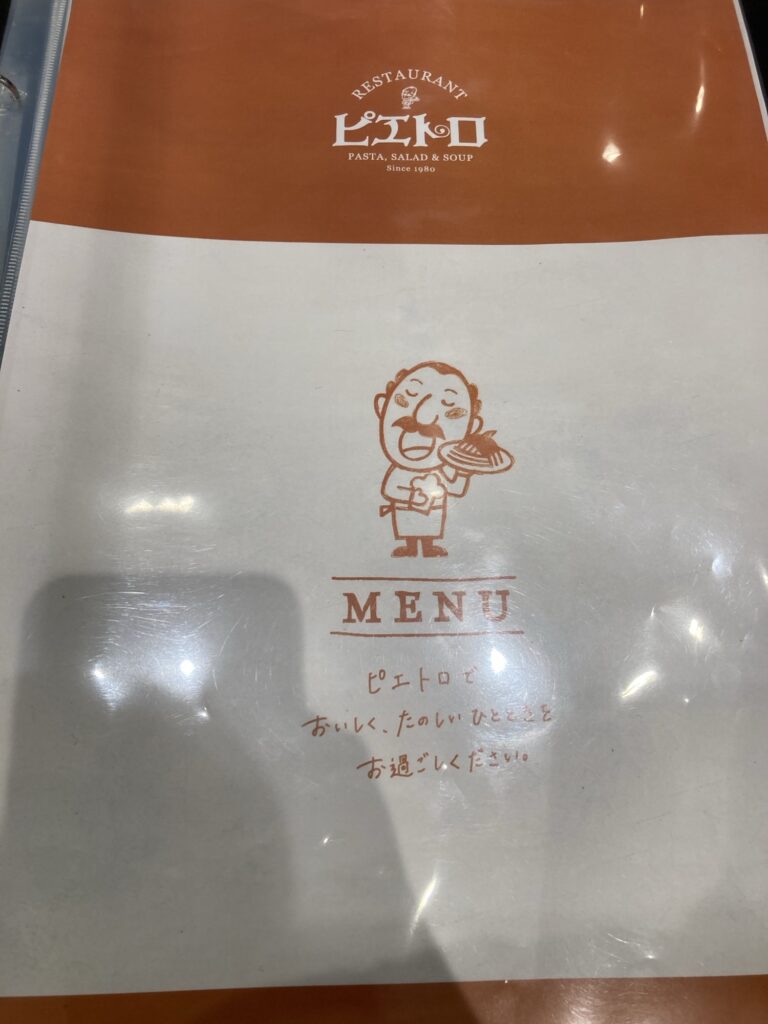 RESTAURANT
ピエトロ
PASTA, SALAD & SOUP
Since 1980
MENU
ピエトロで
おいしく、たのしいひとときを
お過ごしください。